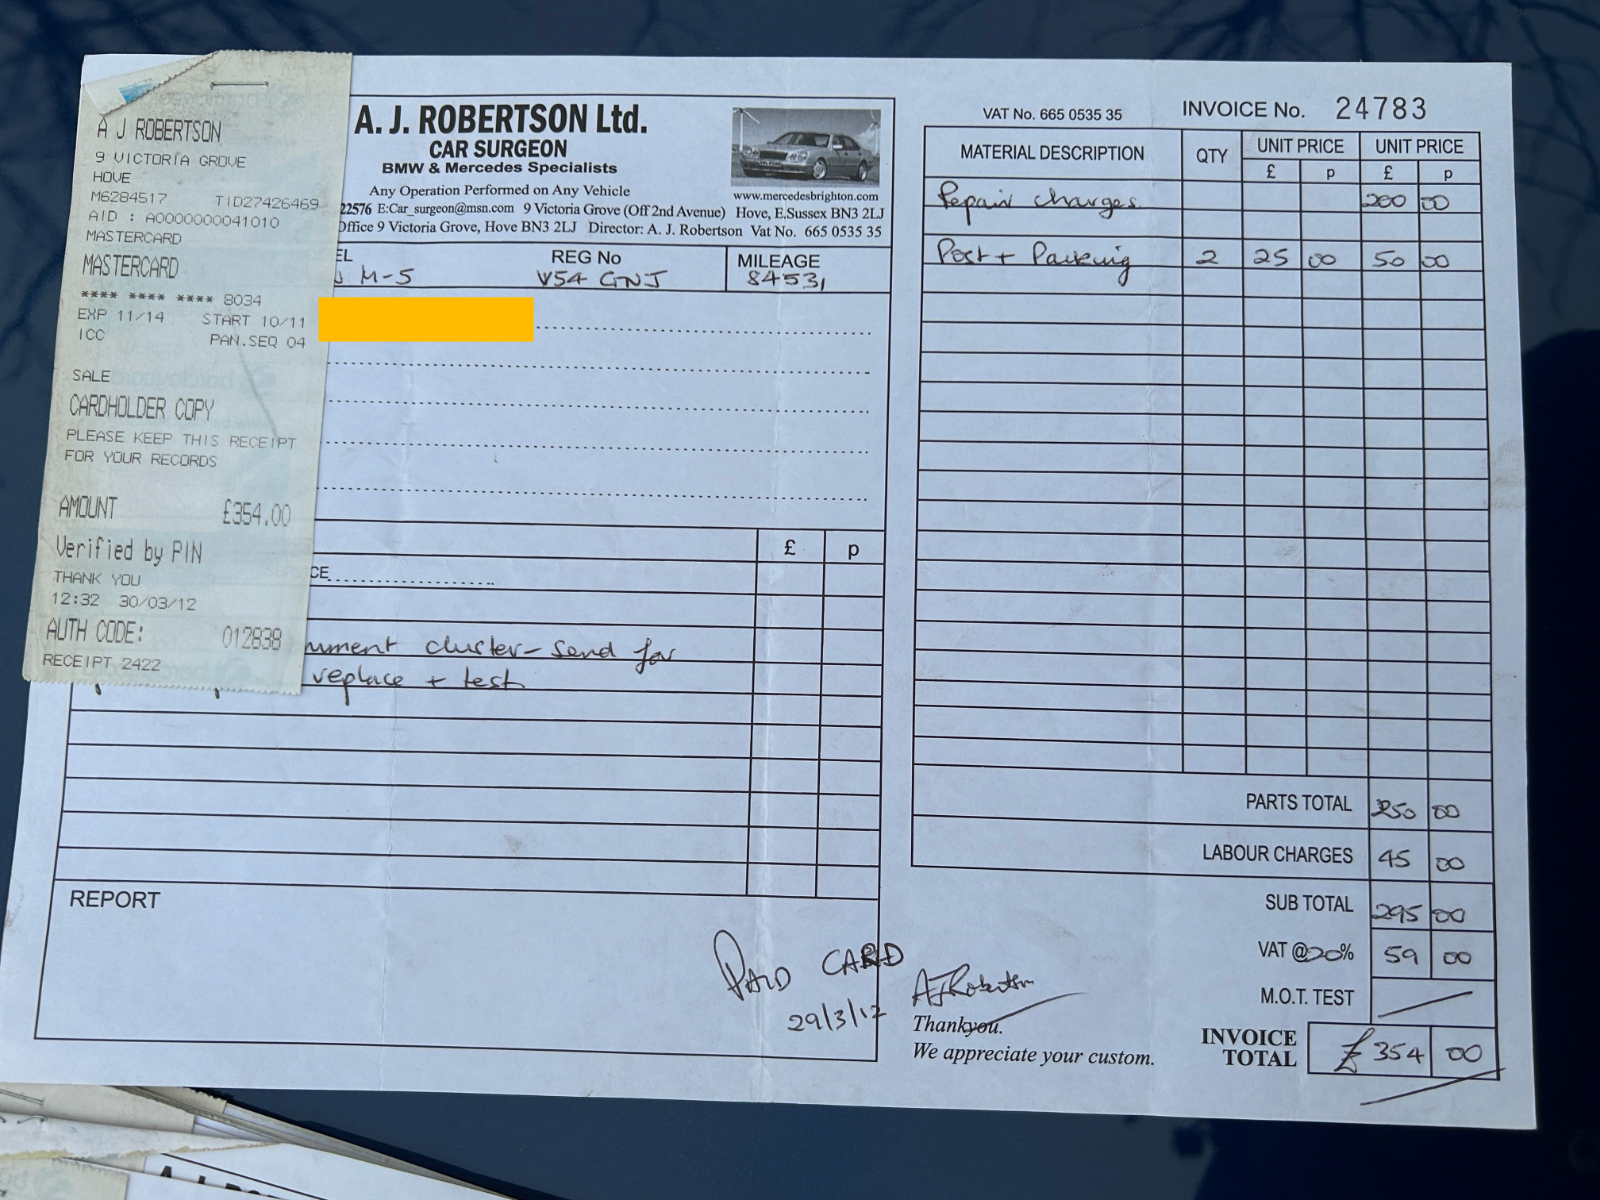 A J ROBERTSON
9 VICTORIA GROVE
HOVE
M6284517 TID27426469
AID : A0000000041010
MASTERCARD
MASTERCARD
**** **** **** 8034
EXP 11/14 START 10/11
ICC PAN.SEQ 04
SALE
CARDHOLDER COPY
PLEASE KEEP THIS RECEIPT
FOR YOUR RECORDS
AMOUNT £354.00
Verified by PIN
THANK YOU
12:32 30/03/12
AUTH CODE: 012838
RECEIPT 2422
A. J. ROBERTSON Ltd.
CAR SURGEON
BMW & Mercedes Specialists
Any Operation Performed on Any Vehicle
www.mercedesbrighton.com
22576 E:Car_surgeon@msn.com 9 Victoria Grove (Off 2nd Avenue) Hove, E.Sussex BN3 2LJ
Office 9 Victoria Grove, Hove BN3 2LJ Director: A. J. Robertson Vat No. 665 0535 35
EL REG No MILEAGE
M-5 V54 GNJ 84531
£ p
CE
ument cluster - send for
replace + test
REPORT
PAID CARD
29/3/12
VAT No. 665 0535 35 INVOICE No. 24783
MATERIAL DESCRIPTION QTY UNIT PRICE UNIT PRICE
£ p £ p
Repair charges 200 00
Post + Packing 2 25 00 50 00
PARTS TOTAL 250 00
LABOUR CHARGES 45 00
SUB TOTAL 295 00
VAT @20% 59 00
M.O.T. TEST
INVOICE TOTAL £354 00
AJRobertson
Thankyou.
We appreciate your custom.